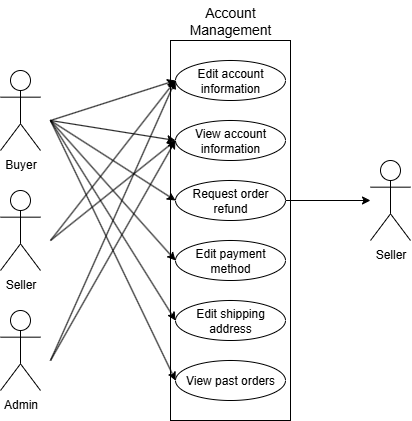 Account
Management
Edit account
information
Buyer
View account
information
Request order
refund
Seller
Seller
Edit payment
method
Edit shipping
address
View past orders
Admin